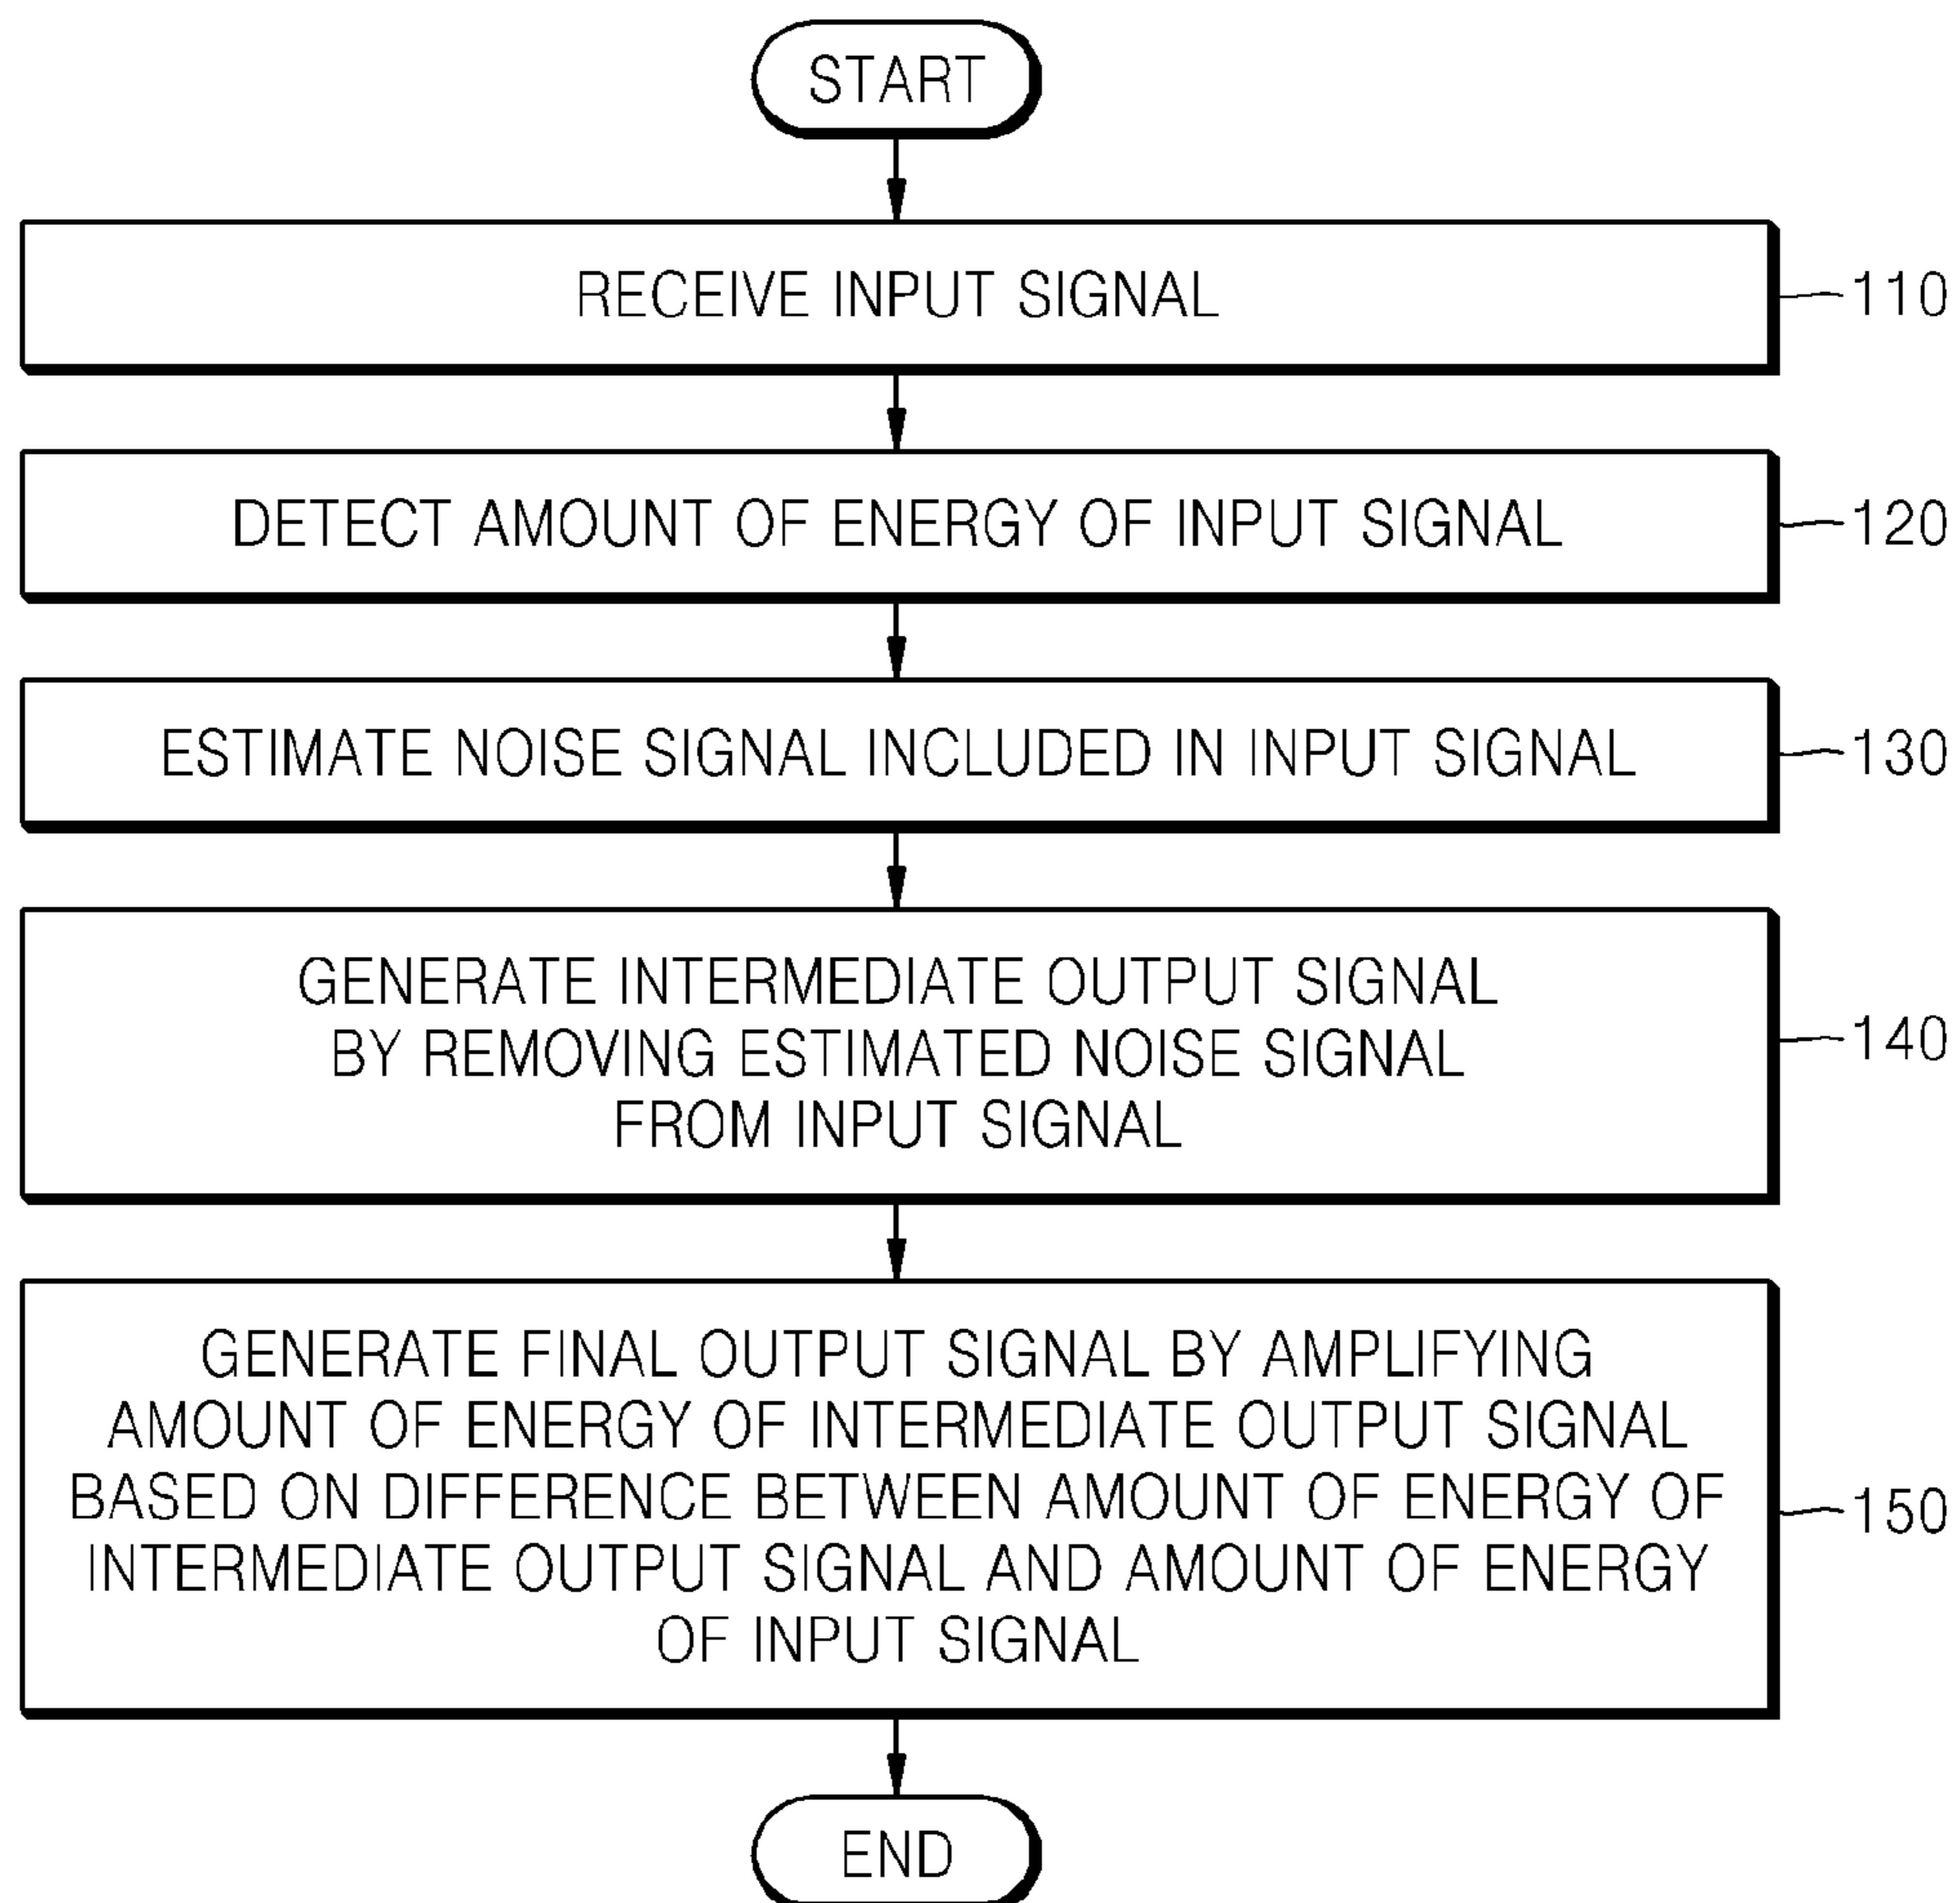 START
RECEIVE INPUT SIGNAL
110
DETECT AMOUNT OF ENERGY OF INPUT SIGNAL
120
ESTIMATE NOISE SIGNAL INCLUDED IN INPUT SIGNAL
130
GENERATE INTERMEDIATE OUTPUT SIGNAL
BY REMOVING ESTIMATED NOISE SIGNAL
FROM INPUT SIGNAL
140
GENERATE FINAL OUTPUT SIGNAL BY AMPLIFYING
AMOUNT OF ENERGY OF INTERMEDIATE OUTPUT SIGNAL
BASED ON DIFFERENCE BETWEEN AMOUNT OF ENERGY OF
INTERMEDIATE OUTPUT SIGNAL AND AMOUNT OF ENERGY
OF INPUT SIGNAL
150
END